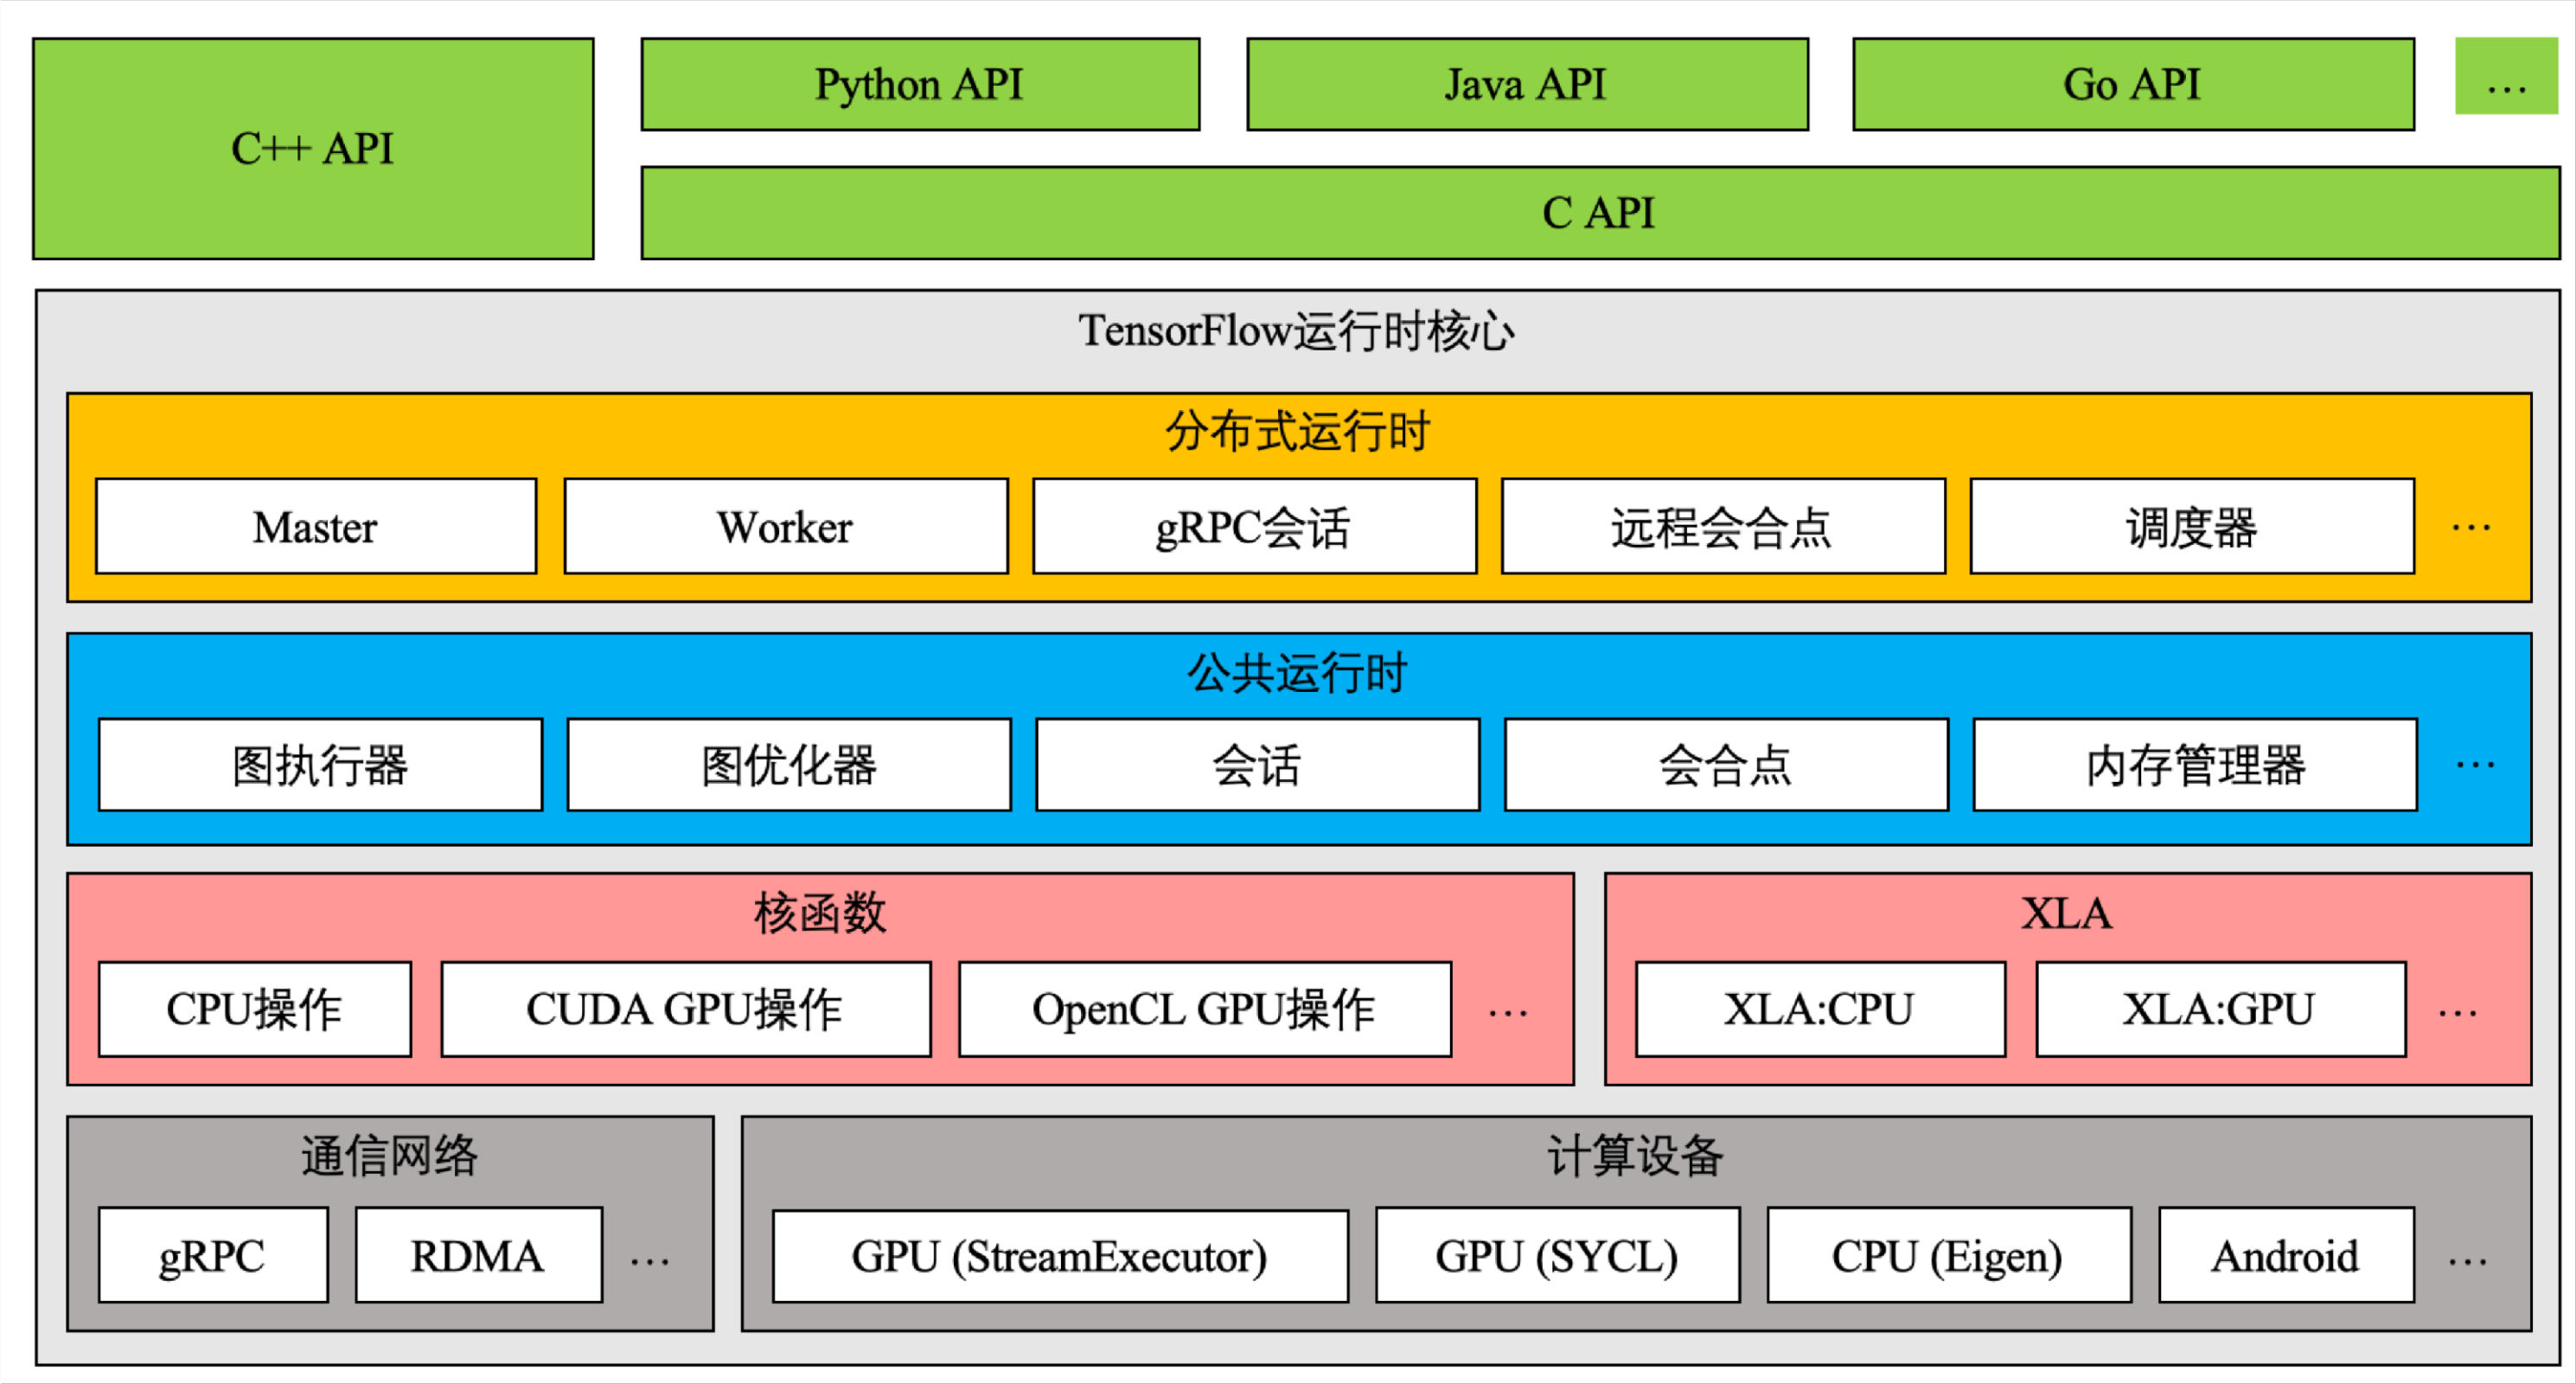 C++ API
Python API
Java API
Go API
…
C API
TensorFlow运行时核心
分布式运行时
Master
Worker
gRPC会话
远程会合点
调度器
…
公共运行时
图执行器
图优化器
会话
会合点
内存管理器
…
核函数
CPU操作
CUDA GPU操作
OpenCL GPU操作
…
XLA
XLA:CPU
XLA:GPU
…
通信网络
gRPC
RDMA
…
计算设备
GPU (StreamExecutor)
GPU (SYCL)
CPU (Eigen)
Android
…